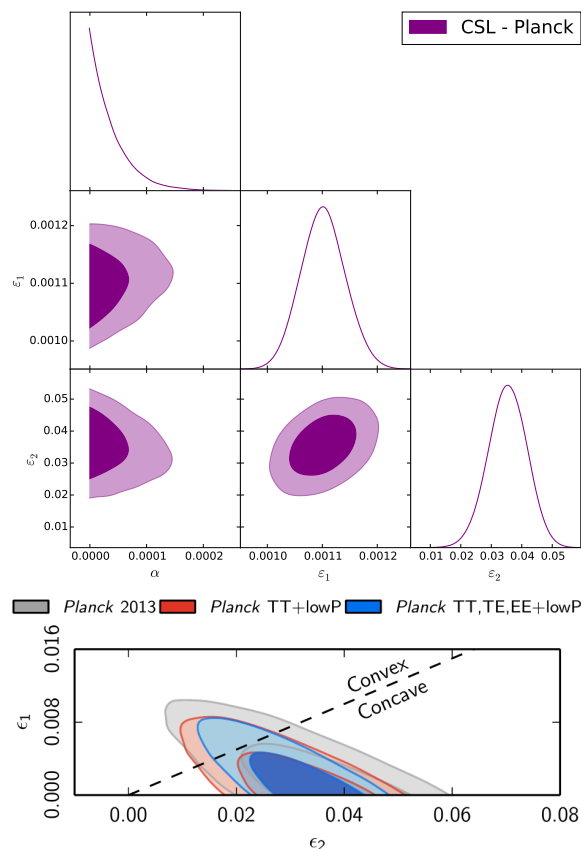 CSL - Planck
0.0012
0.0011
0.0010
ε₁
0.05
0.04
0.03
0.02
0.01
ε₂
0.0000 0.0001 0.0002
0.0010 0.0011 0.0012
0.01 0.02 0.03 0.04 0.05
α
ε₁
ε₂
Planck 2013 Planck TT+lowP Planck TT,TE,EE+lowP
0.016
0.008
0.000
ϵ₁
Convex
Concave
0.00 0.02 0.04 0.06 0.08
ϵ₂